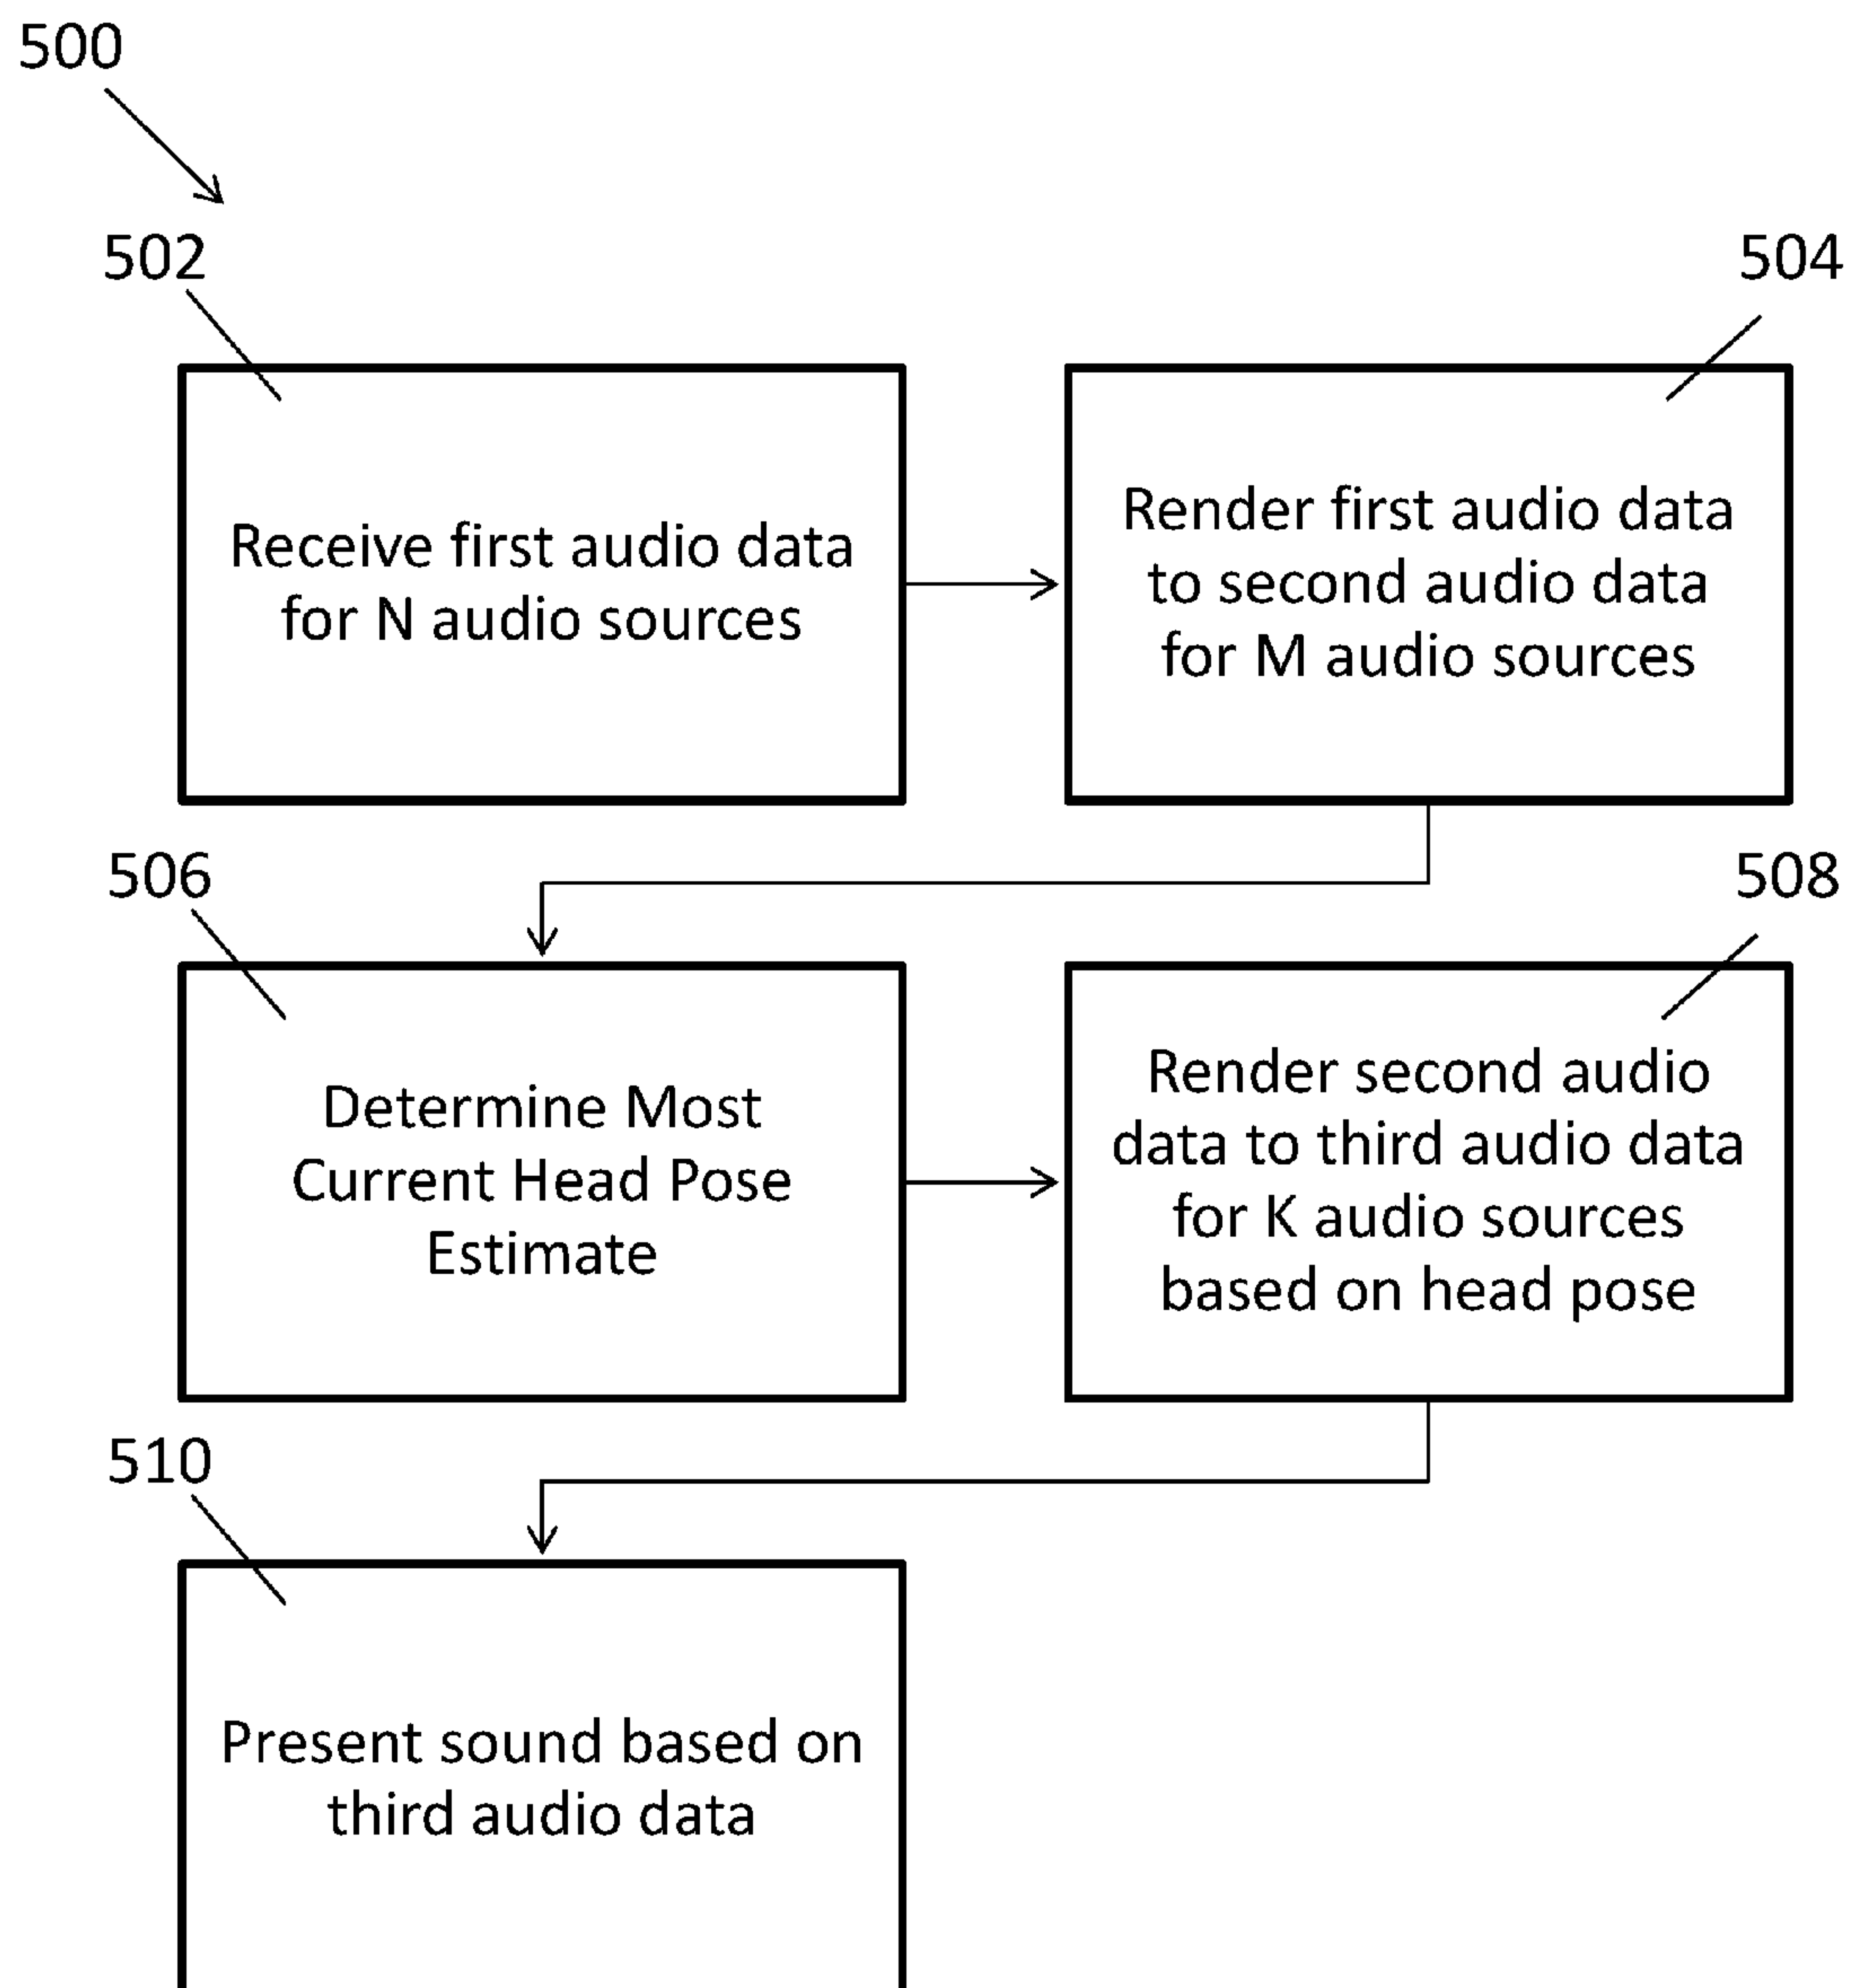 500
502
504
Receive first audio data
for N audio sources
Render first audio data
to second audio data
for M audio sources
506
508
Determine Most
Current Head Pose
Estimate
Render second audio
data to third audio data
for K audio sources
based on head pose
510
Present sound based on
third audio data